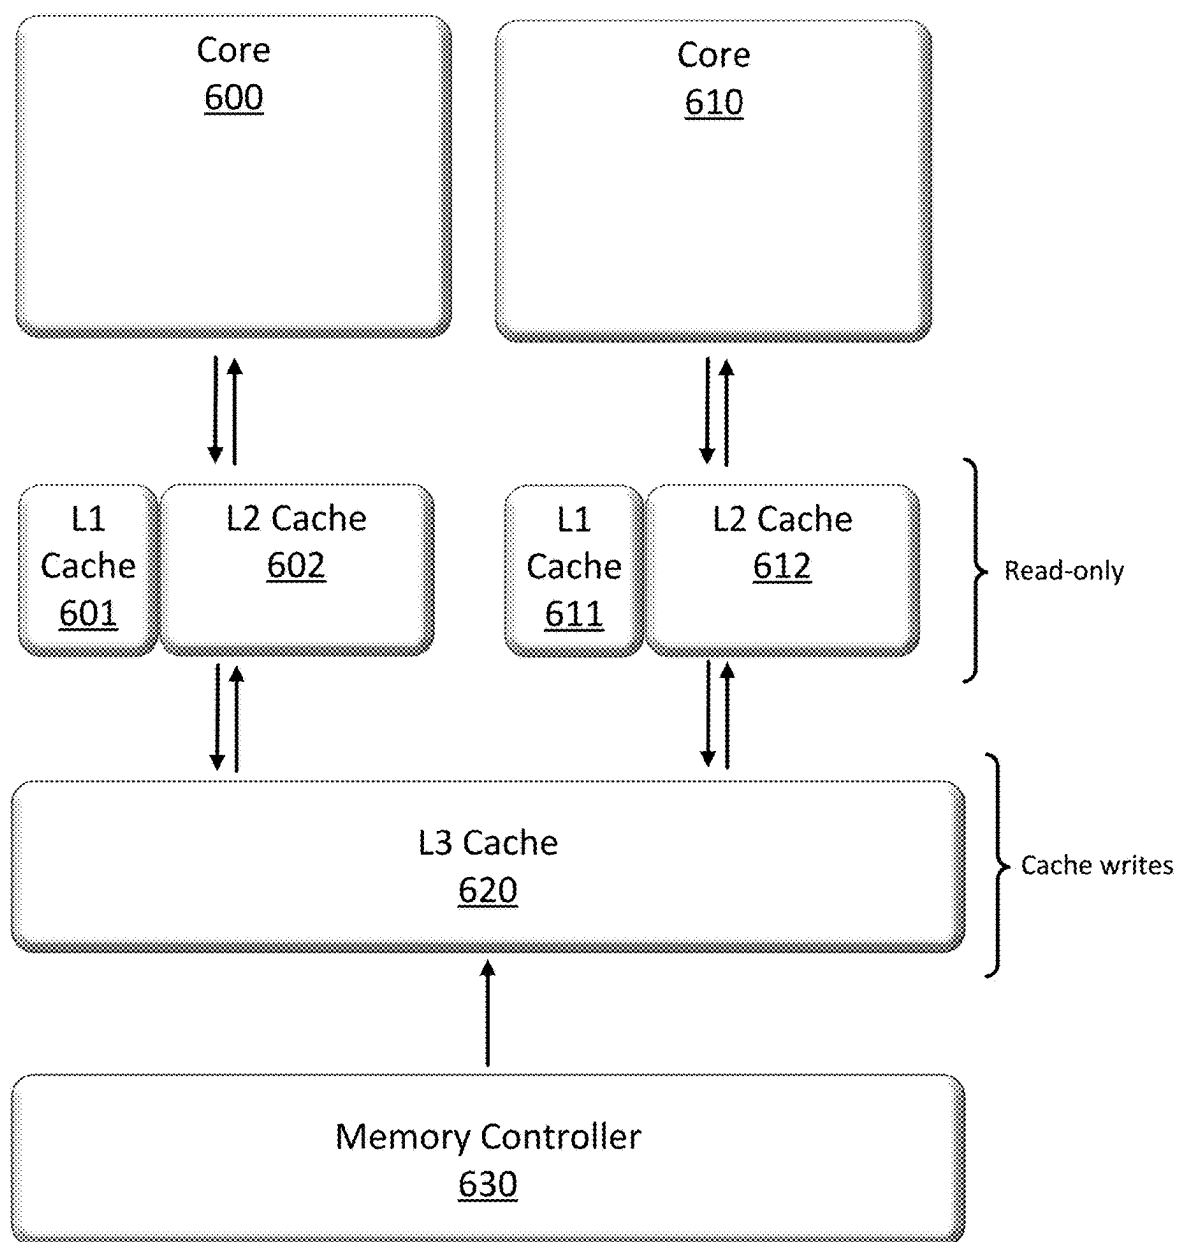 Core
600
Core
610
L1
Cache
601
L2 Cache
602
L1
Cache
611
L2 Cache
612
Read-only
L3 Cache
620
Cache writes
Memory Controller
630